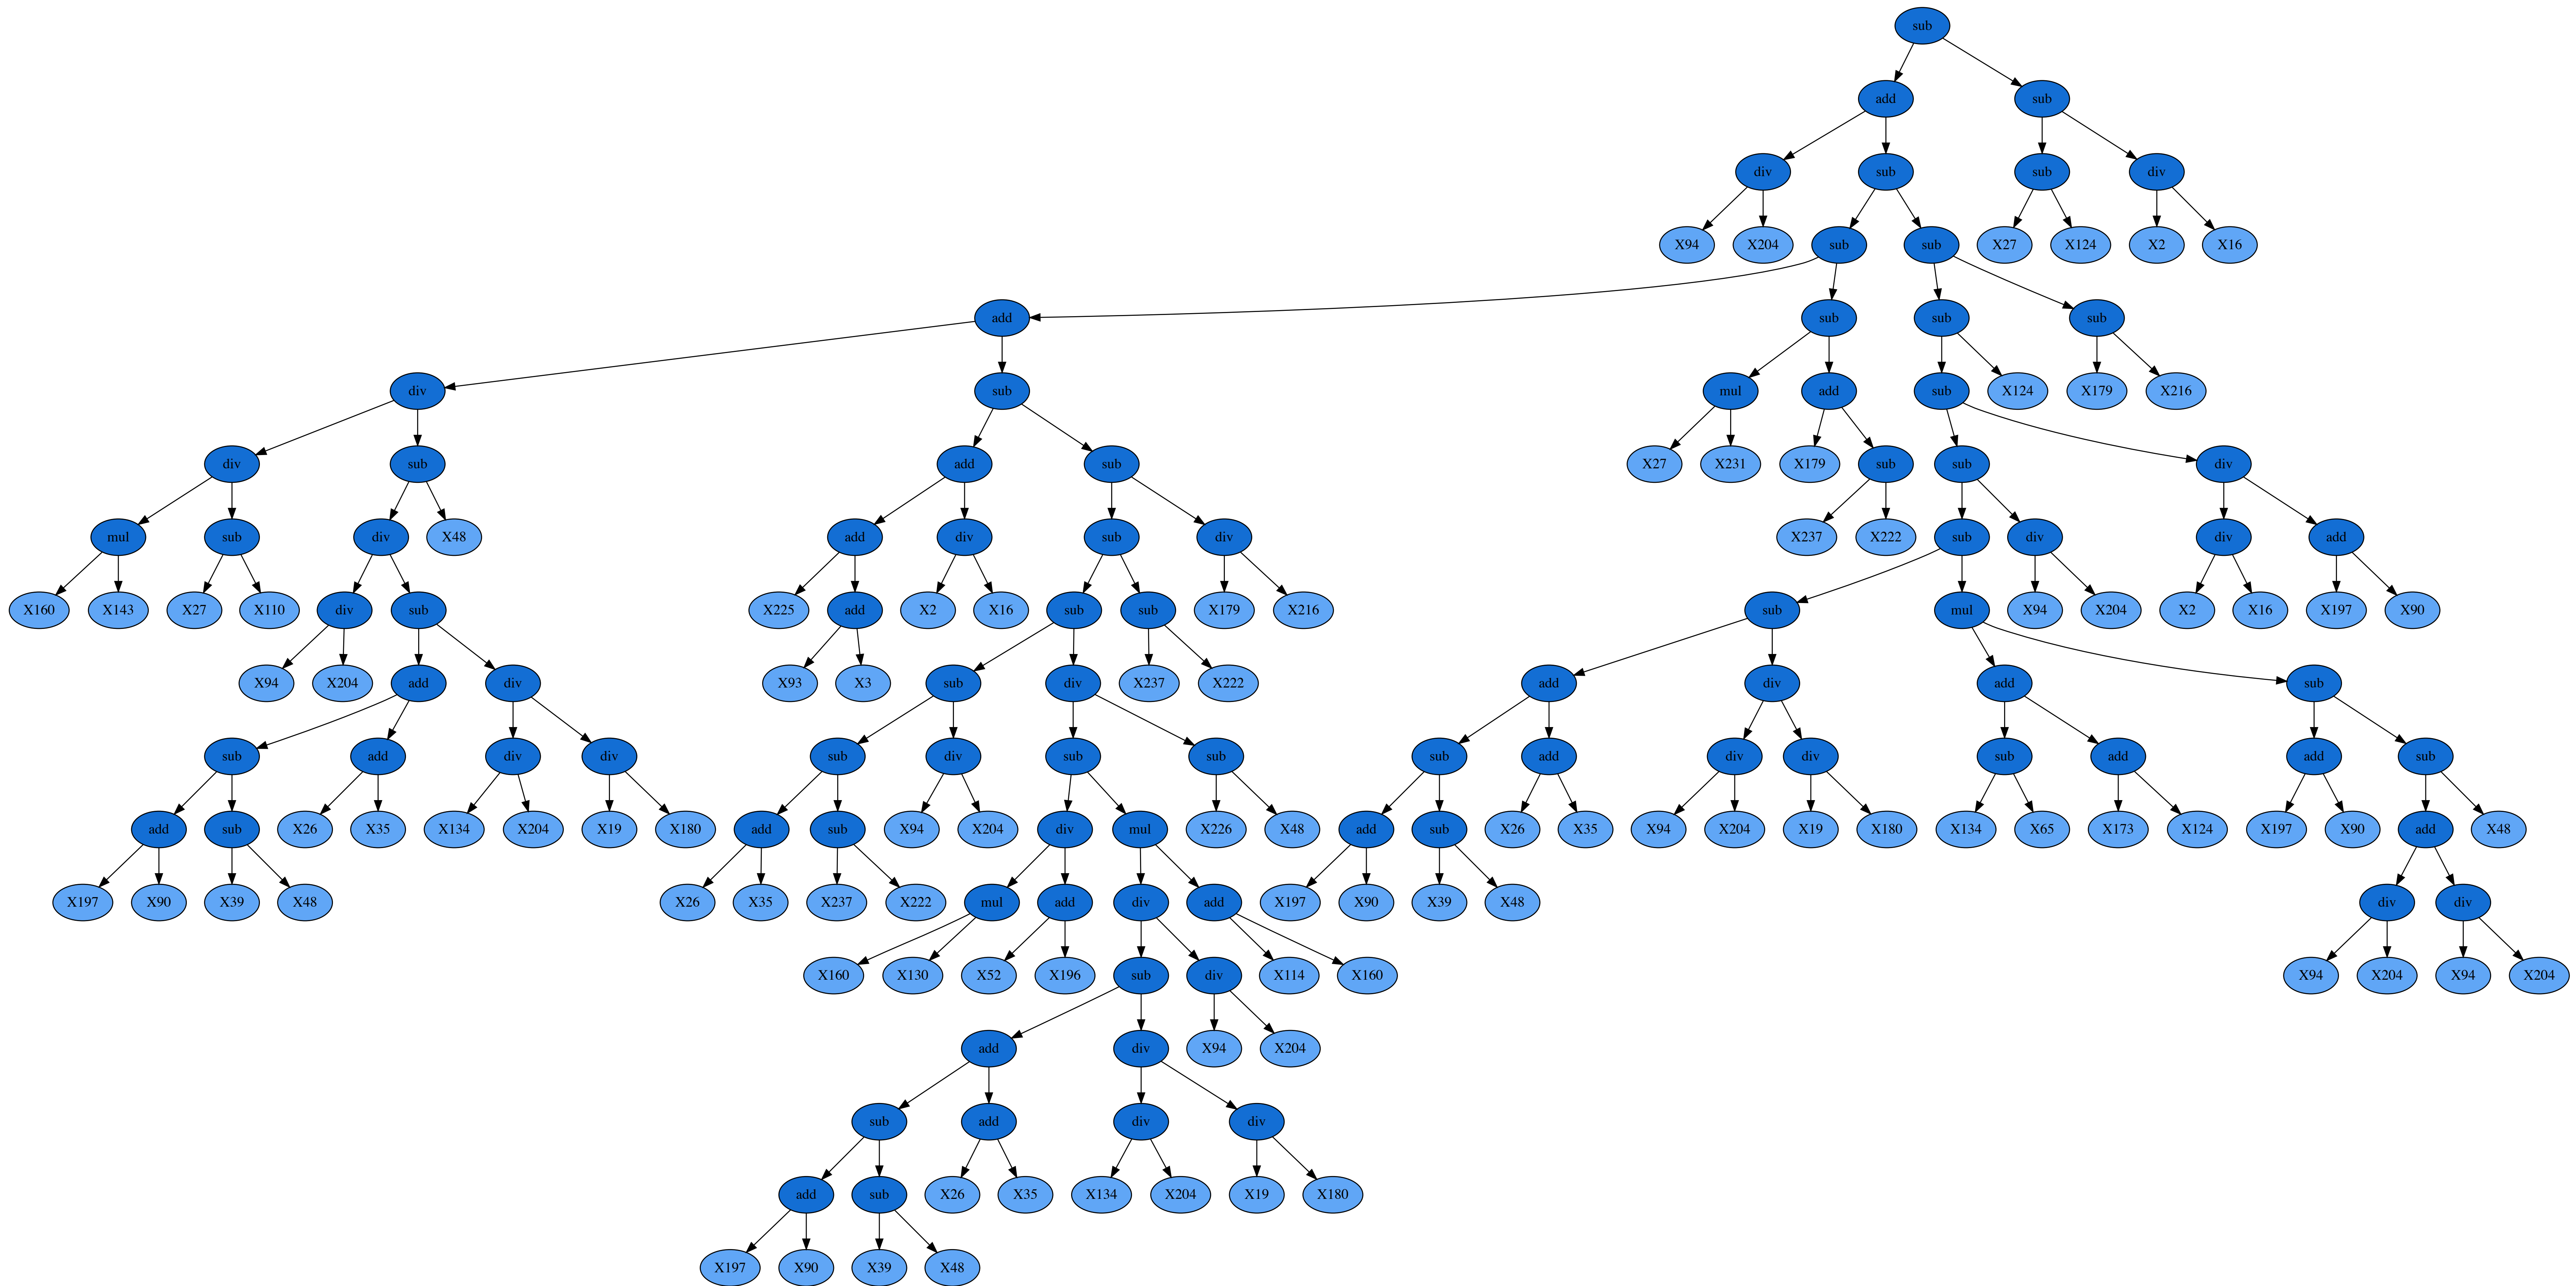 sub
add sub
div sub sub div
X94 X204 sub sub X27 X124 X2 X16
add sub sub sub
div sub mul add sub X124 X179 X216
div sub add sub X27 X231 X179 sub sub div
mul sub div X48 add div sub div X237 X222 sub div div add
X160 X143 X27 X110 div sub X225 add X2 X16 sub sub X179 X216 sub mul X94 X204 X2 X16 X197 X90
X94 X204 add div X93 X3 sub div X237 X222 add div add sub
sub add div div sub div sub sub sub add div div sub add add sub
add sub X26 X35 X134 X204 X19 X180 add sub X94 X204 div mul X226 X48 add sub X26 X35 X94 X204 X19 X180 X134 X65 X173 X124 X197 X90 add X48
X197 X90 X39 X48 X26 X35 X237 X222 mul add div add X197 X90 X39 X48 div div
X160 X130 X52 X196 sub div X114 X160 X94 X204 X94 X204
add div X94 X204
sub add div div
add sub X26 X35 X134 X204 X19 X180
X197 X90 X39 X48